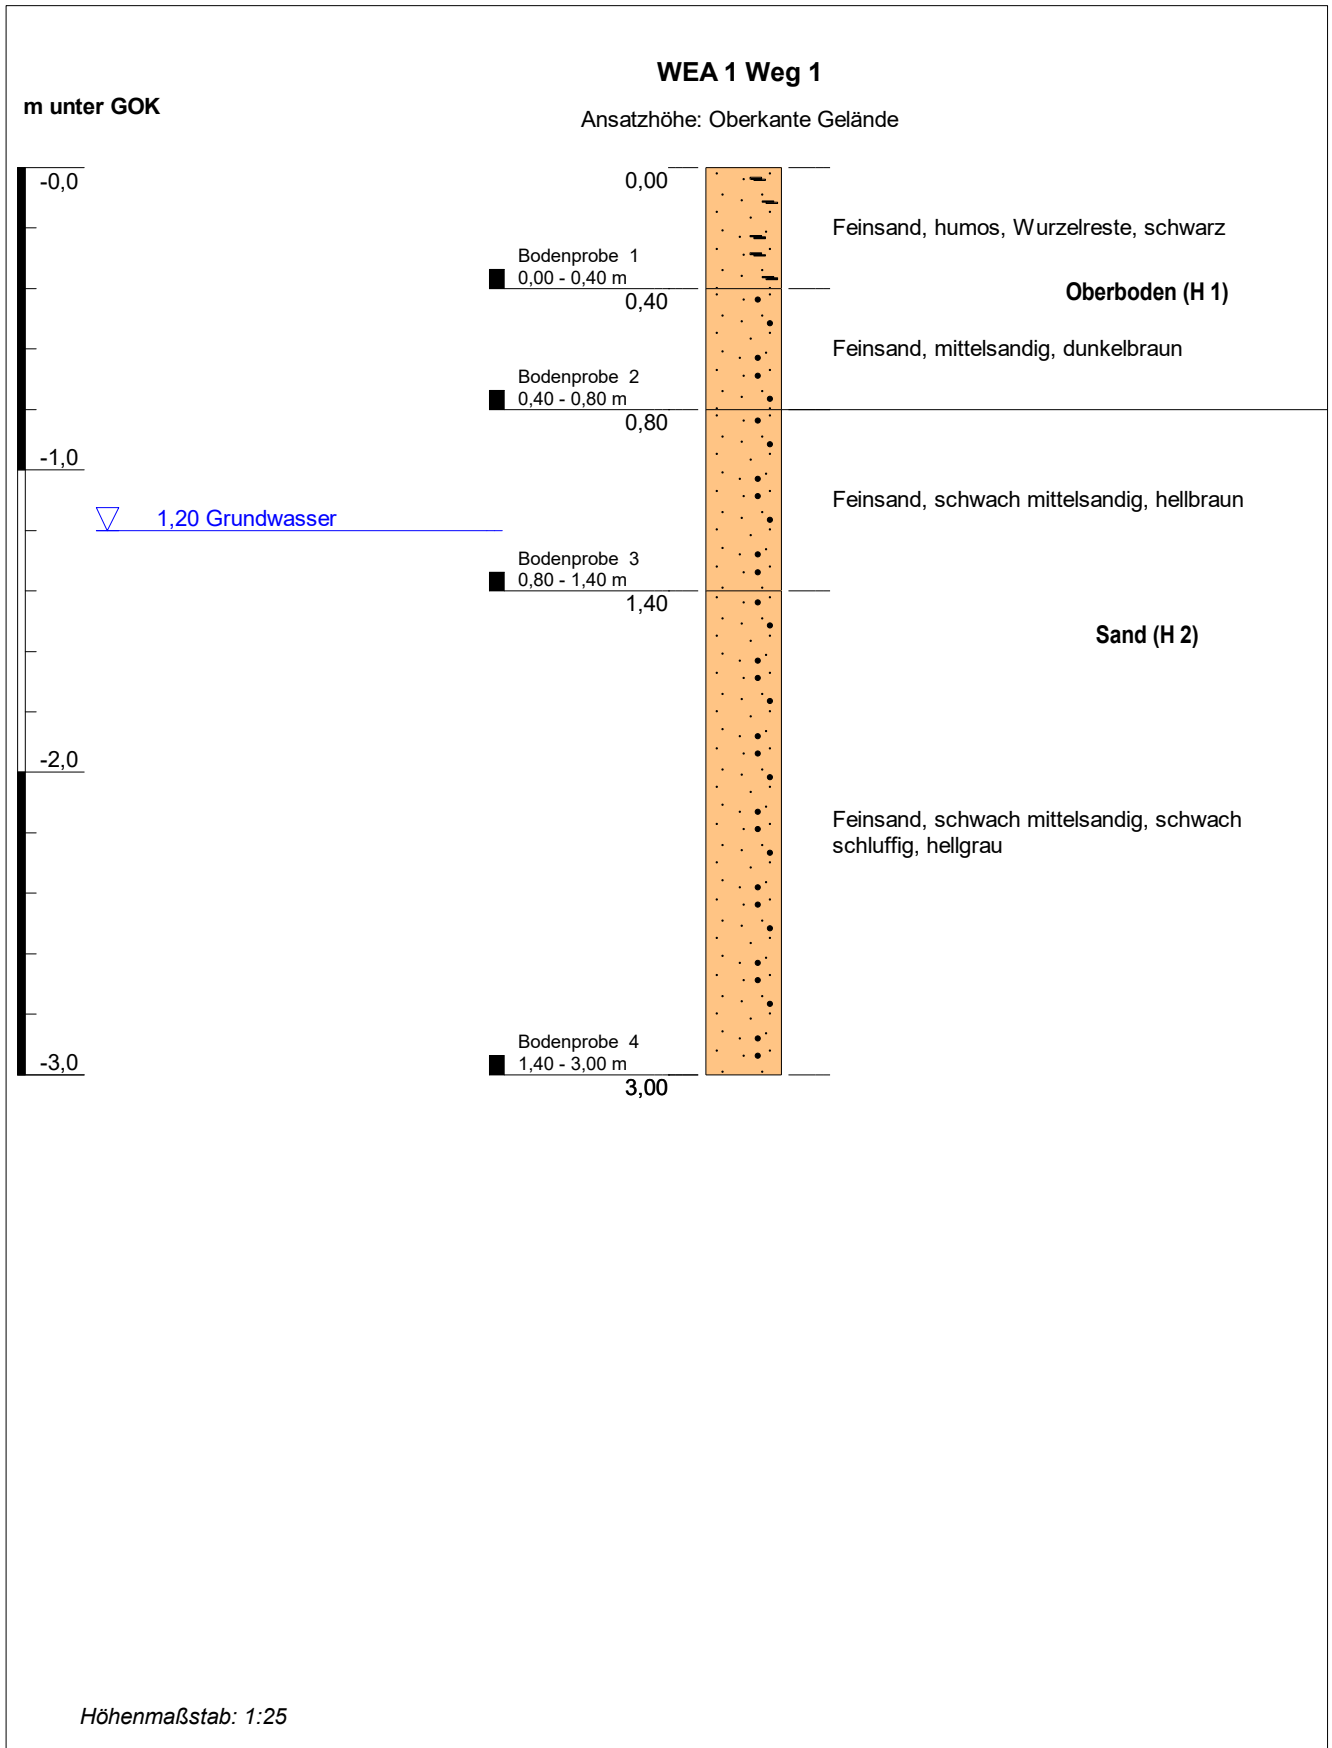 WEA 1 Weg 1
m unter GOK
Ansatzhöhe: Oberkante Gelände
-0,0
0,00
Feinsand, humos, Wurzelreste, schwarz
Bodenprobe 1
0,00 - 0,40 m
0,40
Oberboden (H 1)
Feinsand, mittelsandig, dunkelbraun
Bodenprobe 2
0,40 - 0,80 m
0,80
-1,0
Feinsand, schwach mittelsandig, hellbraun
1,20 Grundwasser
Bodenprobe 3
0,80 - 1,40 m
1,40
Sand (H 2)
-2,0
Feinsand, schwach mittelsandig, schwach
schluffig, hellgrau
Bodenprobe 4
1,40 - 3,00 m
-3,0
3,00
Höhenmaßstab: 1:25